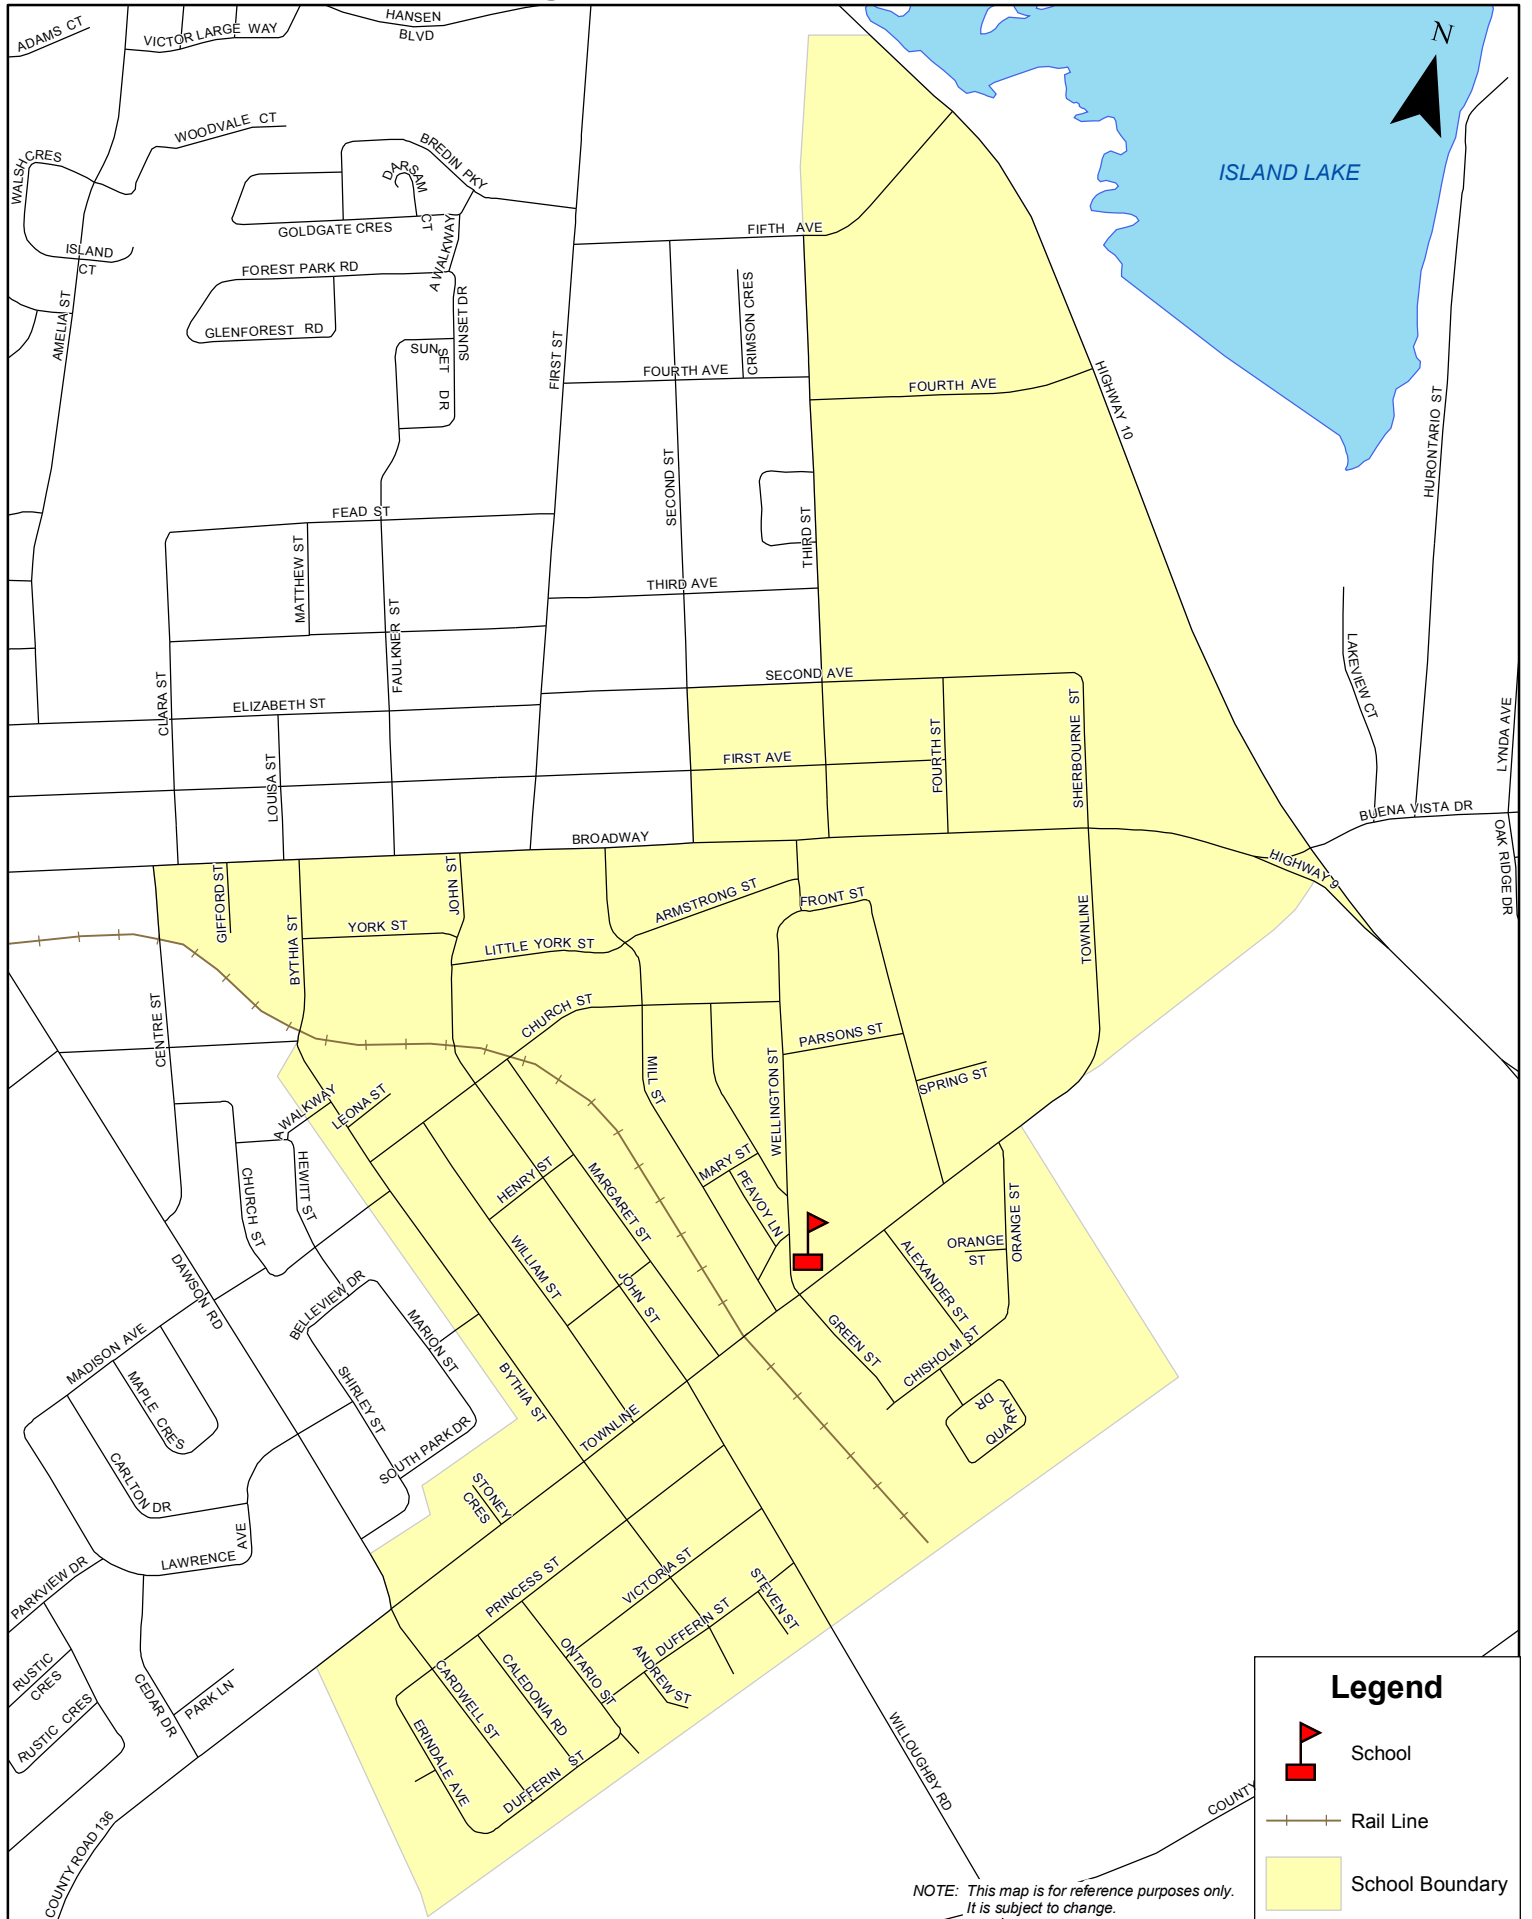 HANSEN
BLVD
ADAMS CT
VICTOR LARGE WAY
N
WOODVALE CT
BREDIN PKY
WALSH CRES
DARSAM
CT
ISLAND LAKE
GOLDGATE CRES
A WALKWAY
FIFTH AVE
ISLAND
CT
FOREST PARK RD
SUNSET DR
CRIMSON CRES
AMELIA ST
GLENFOREST RD
SUN
SET DR
FIRST ST
FOURTH AVE
FOURTH AVE
HIGHWAY 10
HURONTARIO ST
SECOND ST
THIRD ST
FEAD ST
MATTHEW ST
THIRD AVE
FAULKNER ST
LAKEVIEW CT
CLARA ST
SECOND AVE
ELIZABETH ST
SHERBOURNE ST
FOURTH ST
LYNDA AVE
LOUISA ST
FIRST AVE
BUENA VISTA DR
OAK RIDGE DR
BROADWAY
HIGHWAY 9
GIFFORD ST
JOHN ST
ARMSTRONG ST
FRONT ST
TOWNLINE
BYTHIA ST
YORK ST
LITTLE YORK ST
CENTRE ST
CHURCH ST
PARSONS ST
MILL ST
WELLINGTON ST
SPRING ST
A WALKWAY
LEONA ST
CHURCH ST
HEWITT ST
HENRY ST
MARGARET ST
MARY ST
PEAVOY LN
ORANGE ST
ORANGE
ST
ALEXANDER ST
WILLIAM ST
JOHN ST
DAWSON RD
BELLEVIEW DR
MARION ST
GREEN ST
CHISHOLM ST
MADISON AVE
MAPLE CRES
SHIRLEY ST
BYTHIA ST
QUARRY
DR
TOWNLINE
SOUTH PARK DR
CARLTON DR
STONEY
CRES
LAWRENCE
AVE
PARKVIEW DR
PRINCESS ST
VICTORIA ST
STEVEN ST
DUFFERIN ST
RUSTIC
CRES
RUSTIC CRES
CEDAR DR
PARK LN
CARDWELL ST
CALEDONIA RD
ONTARIO ST
ANDREW ST
ERINDALE AVE
DUFFERIN ST
WILLOUGHBY RD
COUNTY
COUNTY ROAD 136
Legend
School
Rail Line
School Boundary
NOTE: This map is for reference purposes only.
It is subject to change.